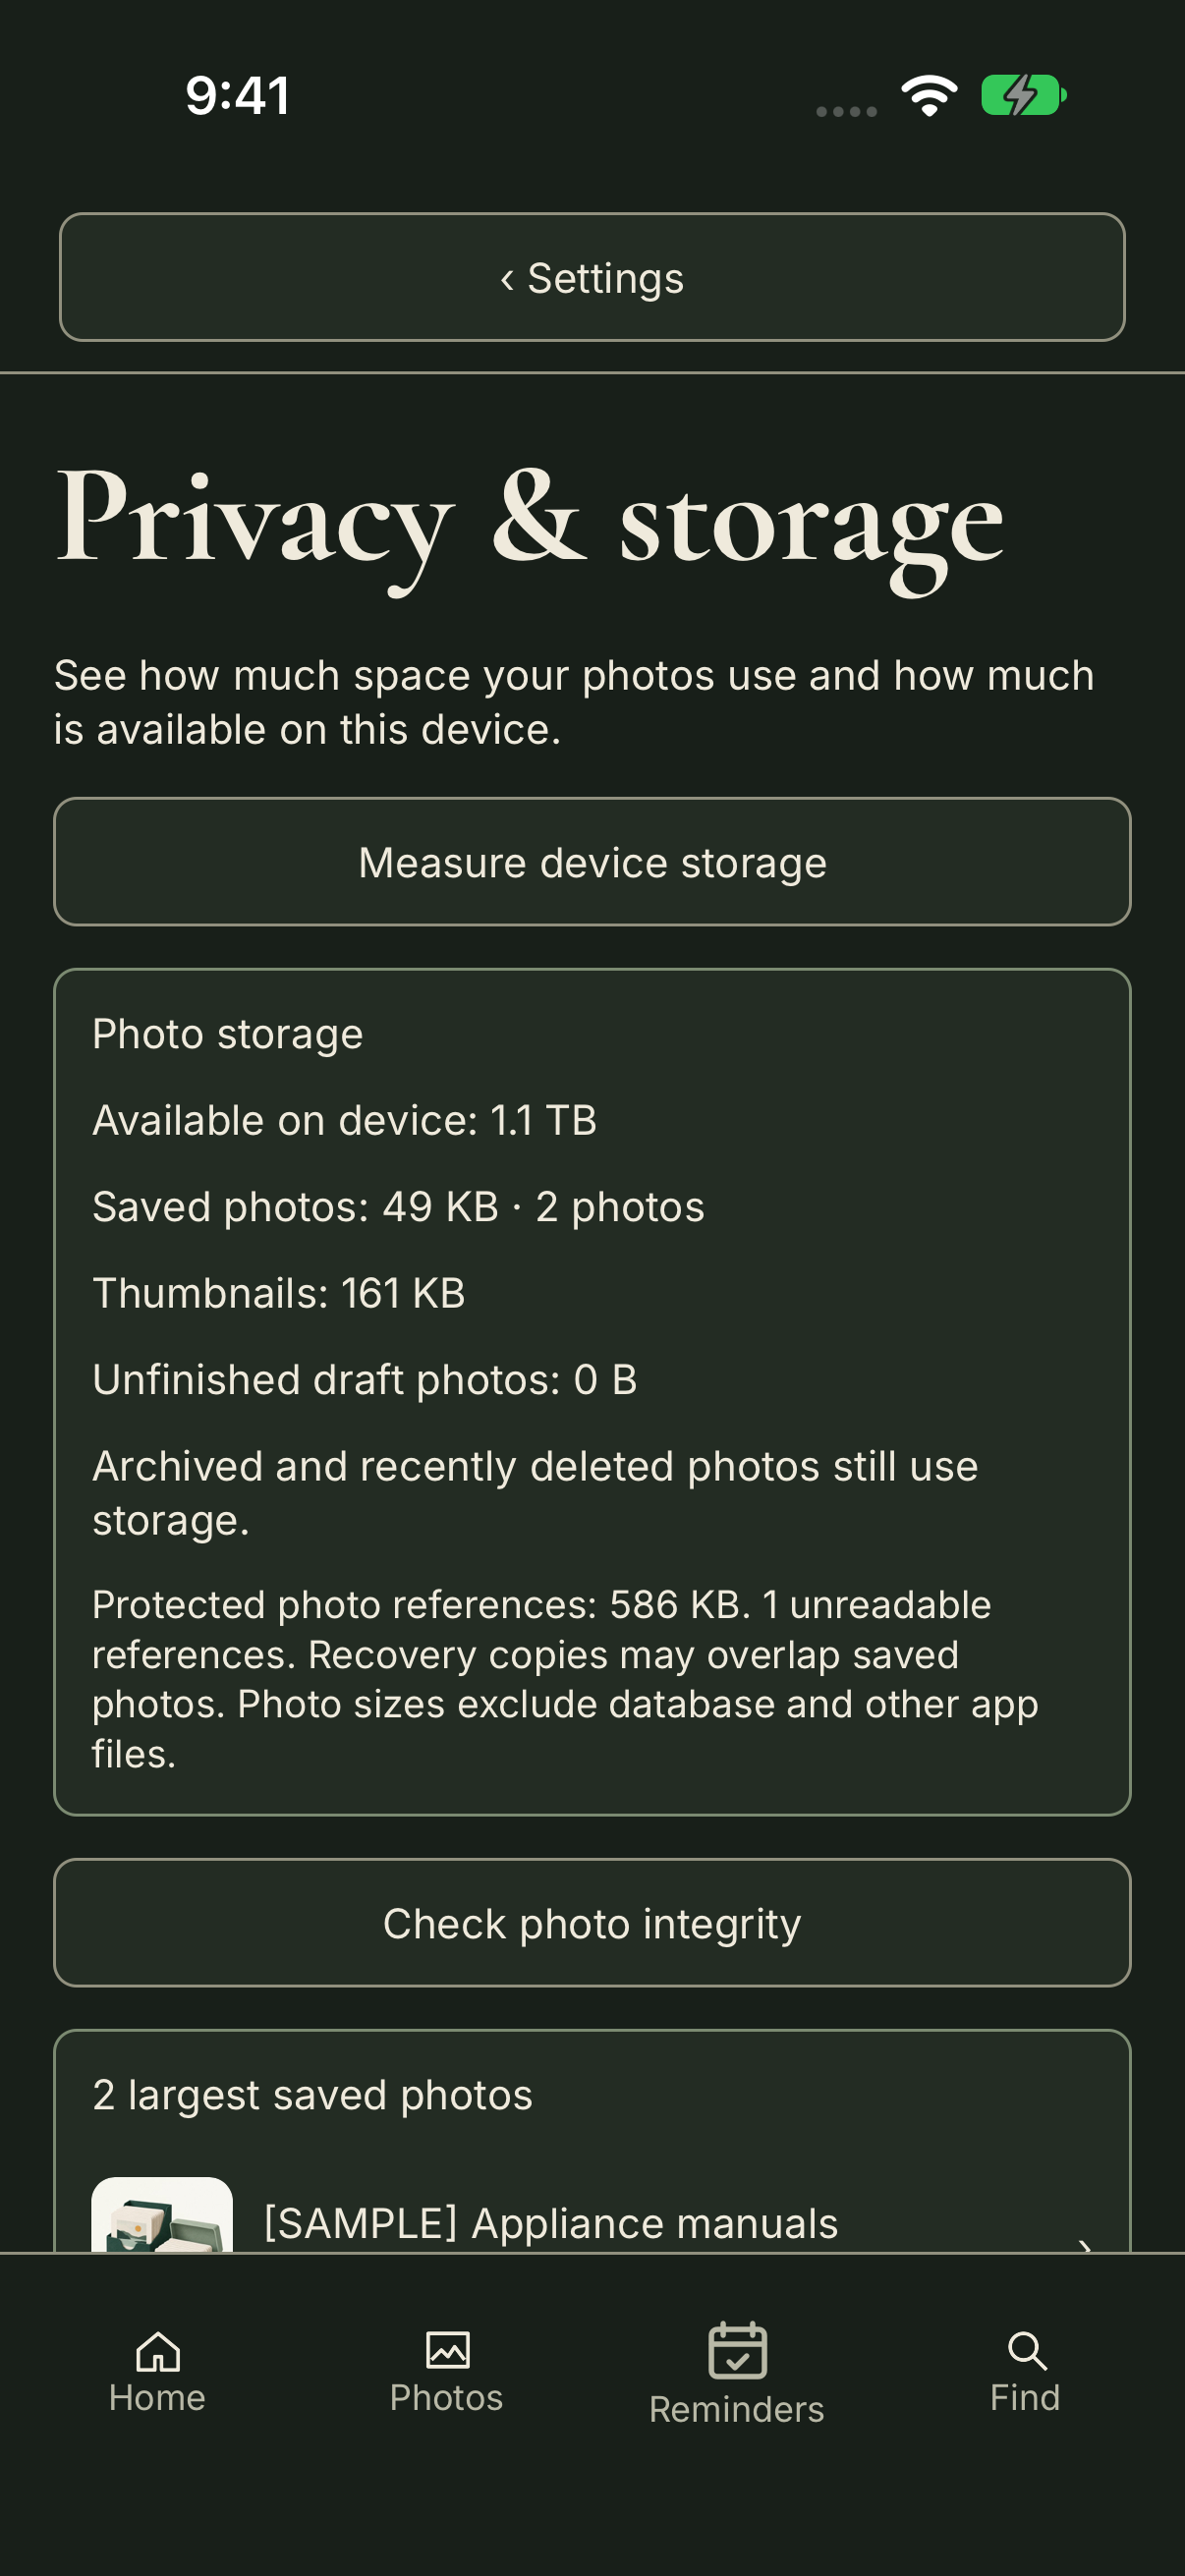 9:41
‹ Settings
Privacy & storage
See how much space your photos use and how much
is available on this device.
Measure device storage
Photo storage
Available on device: 1.1 TB
Saved photos: 49 KB · 2 photos
Thumbnails: 161 KB
Unfinished draft photos: 0 B
Archived and recently deleted photos still use
storage.
Protected photo references: 586 KB. 1 unreadable
references. Recovery copies may overlap saved
photos. Photo sizes exclude database and other app
files.
Check photo integrity
2 largest saved photos
[SAMPLE] Appliance manuals
Home
Photos
Reminders
Find